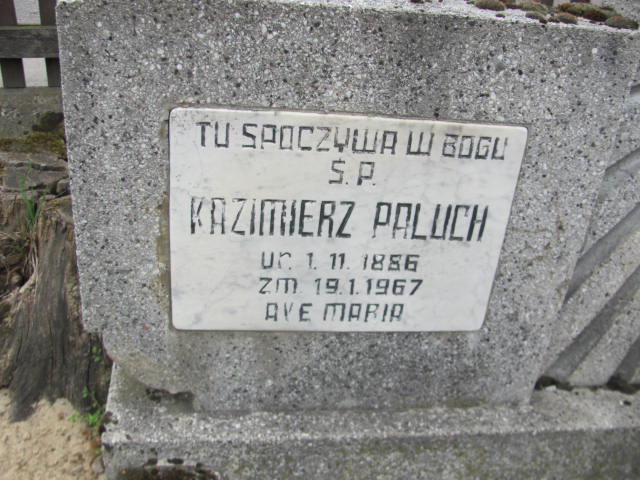 TU SPOCZYWA W BOGU
Ś.P.
KAZIMIERZ PALUCH
UR. 1. 11. 1886
ZM 19.1.1967
AVE MARIA